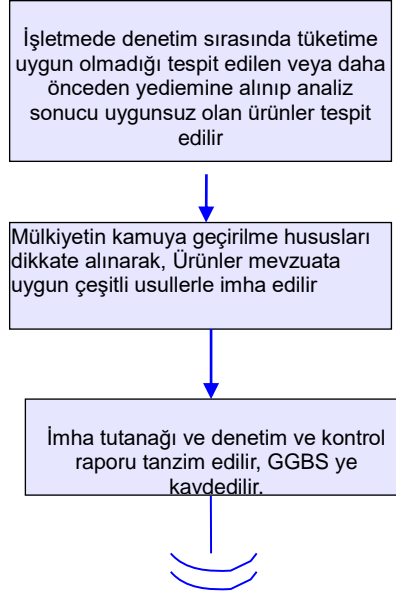 İşletmede denetim sırasında tüketime
uygun olmadığı tespit edilen veya daha
önceden yediemine alınıp analiz
sonucu uygunsuz olan ürünler tespit
edilir
Mülkiyetin kamuya geçirilme hususları
dikkate alınarak, Ürünler mevzuata
uygun çeşitli usullerle imha edilir
İmha tutanağı ve denetim ve kontrol
raporu tanzim edilir, GGBS ye
kaydedilir.